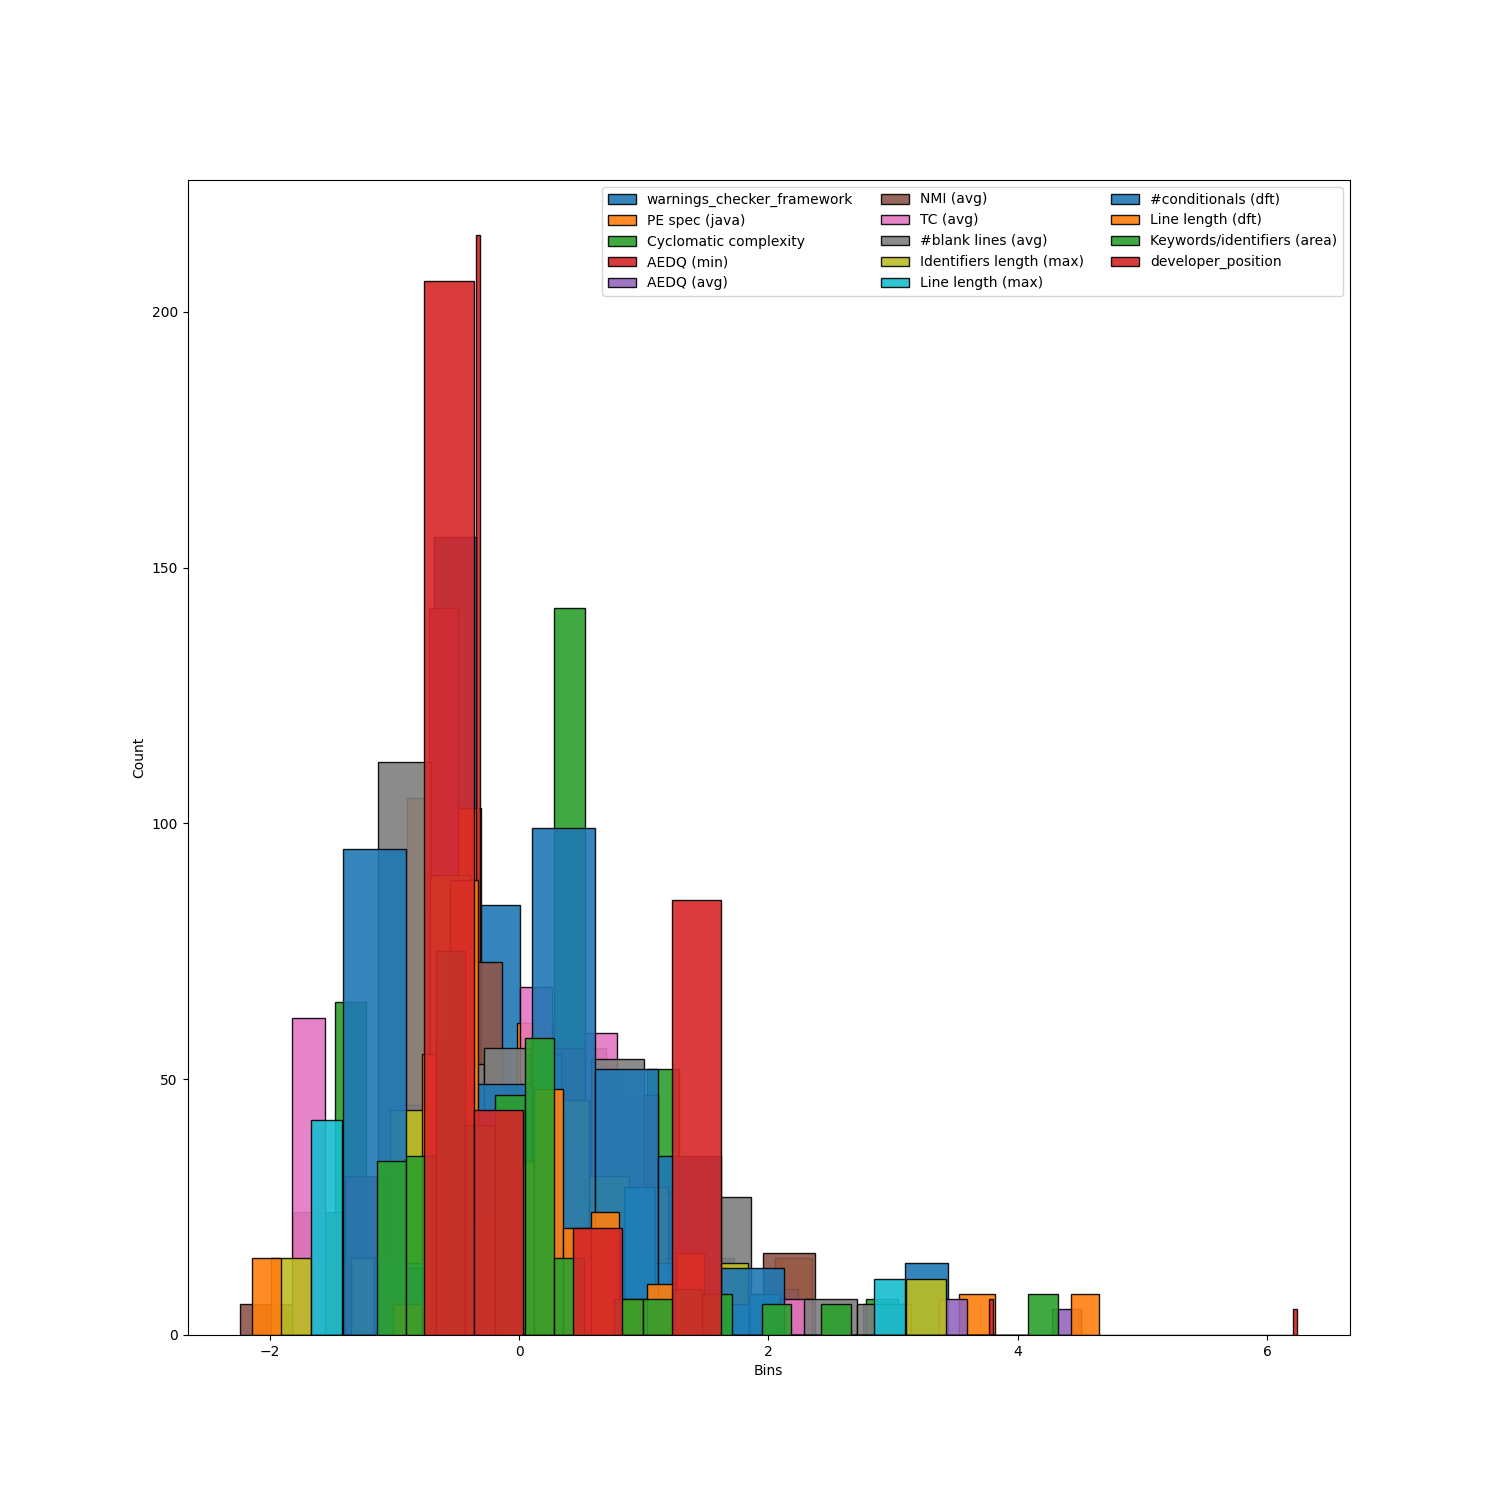 warnings_checker_framework
PE spec (java)
Cyclomatic complexity
AEDQ (min)
AEDQ (avg)
NMI (avg)
TC (avg)
#blank lines (avg)
Identifiers length (max)
Line length (max)
#conditionals (dft)
Line length (dft)
Keywords/identifiers (area)
developer_position
200
150
100
50
0
Count
−2
0
2
4
6
Bins